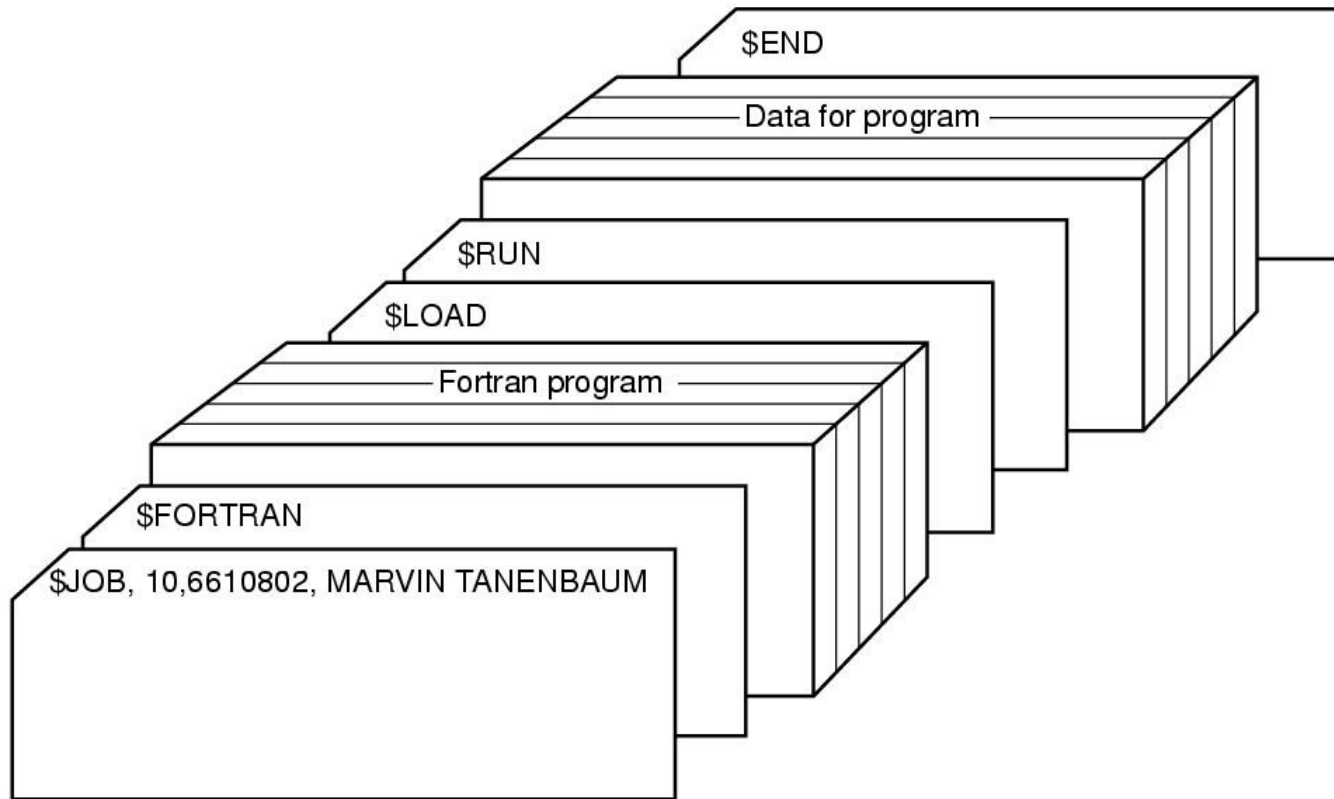 $END
Data for program
$RUN
$LOAD
Fortran program
$FORTRAN
$JOB, 10,6610802, MARVIN TANENBAUM